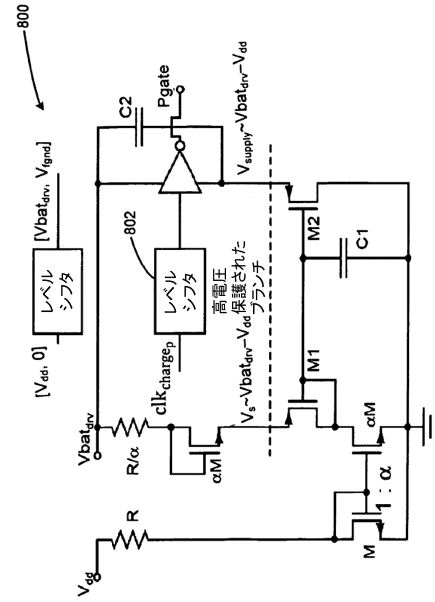 800
[Vdd, 0]
レベル
シフタ
[Vbatdrv, Vfgnd]
Vbatdrv
R/α
αM
clkchargep
レベル
シフタ
802
C2
Pgate
高電圧
保護された
ブランチ
Vs~Vbatdrv−Vdd
Vsupply~Vbatdrv−Vdd
M1
M2
C1
αM
Vdd
R
M
1 : α